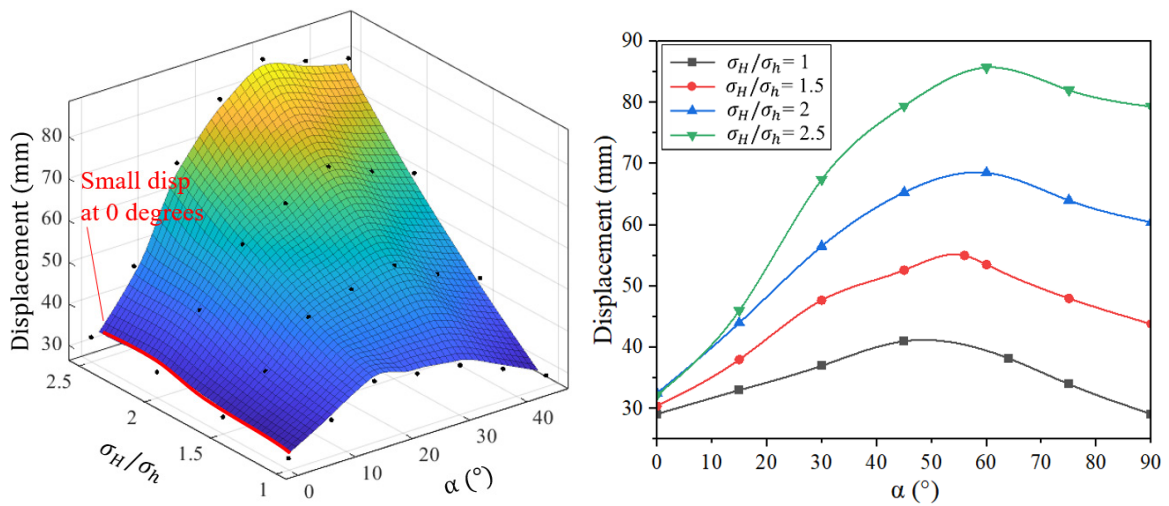 Displacement (mm)
80
70
60
50
40
30
Small disp
at 0 degrees
2.5
2
1.5
1
σH/σh
0
10
20
30
40
α (°)
Displacement (mm)
90
80
70
60
50
40
30
σH/σh= 1
σH/σh= 1.5
σH/σh= 2
σH/σh= 2.5
0
10
20
30
40
50
60
70
80
90
α (°)